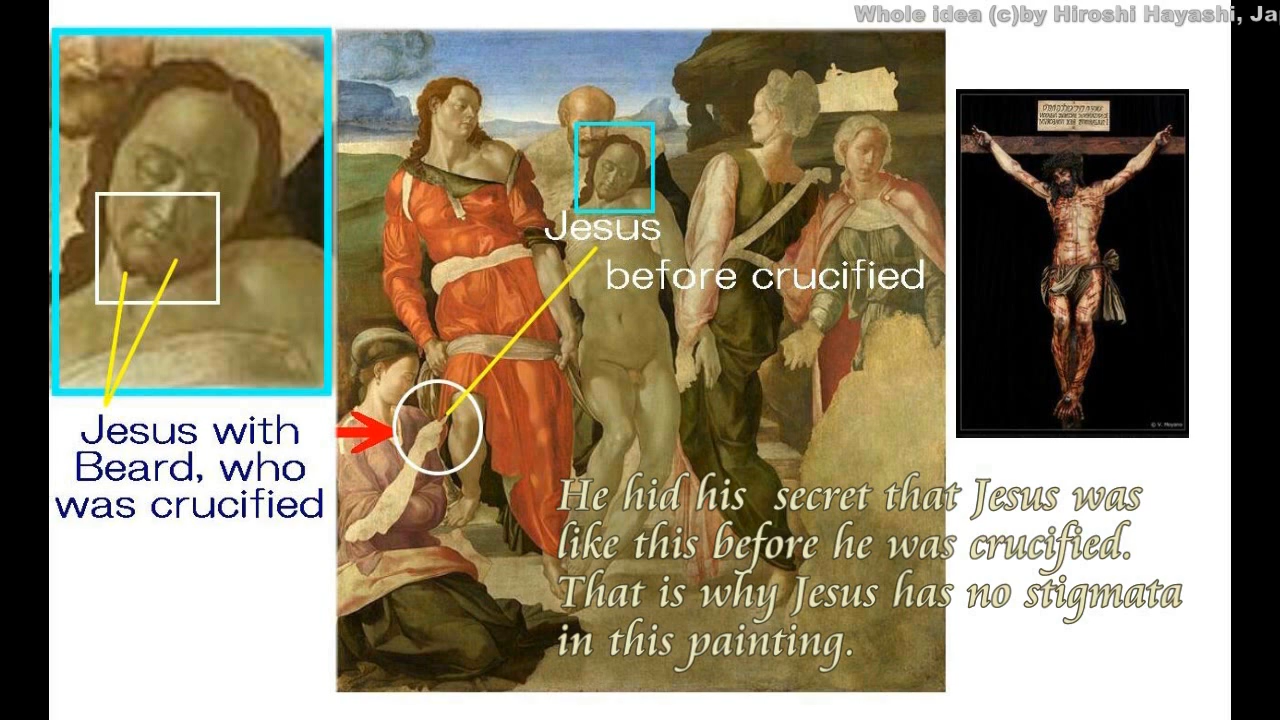 Whole idea (c)by Hiroshi Hayashi, Ja
Jesus
before crucified
Jesus with
Beard, who
was crucified
He hid his secret that Jesus was
like this before he was crucified.
That is why Jesus has no stigmata
in this painting.